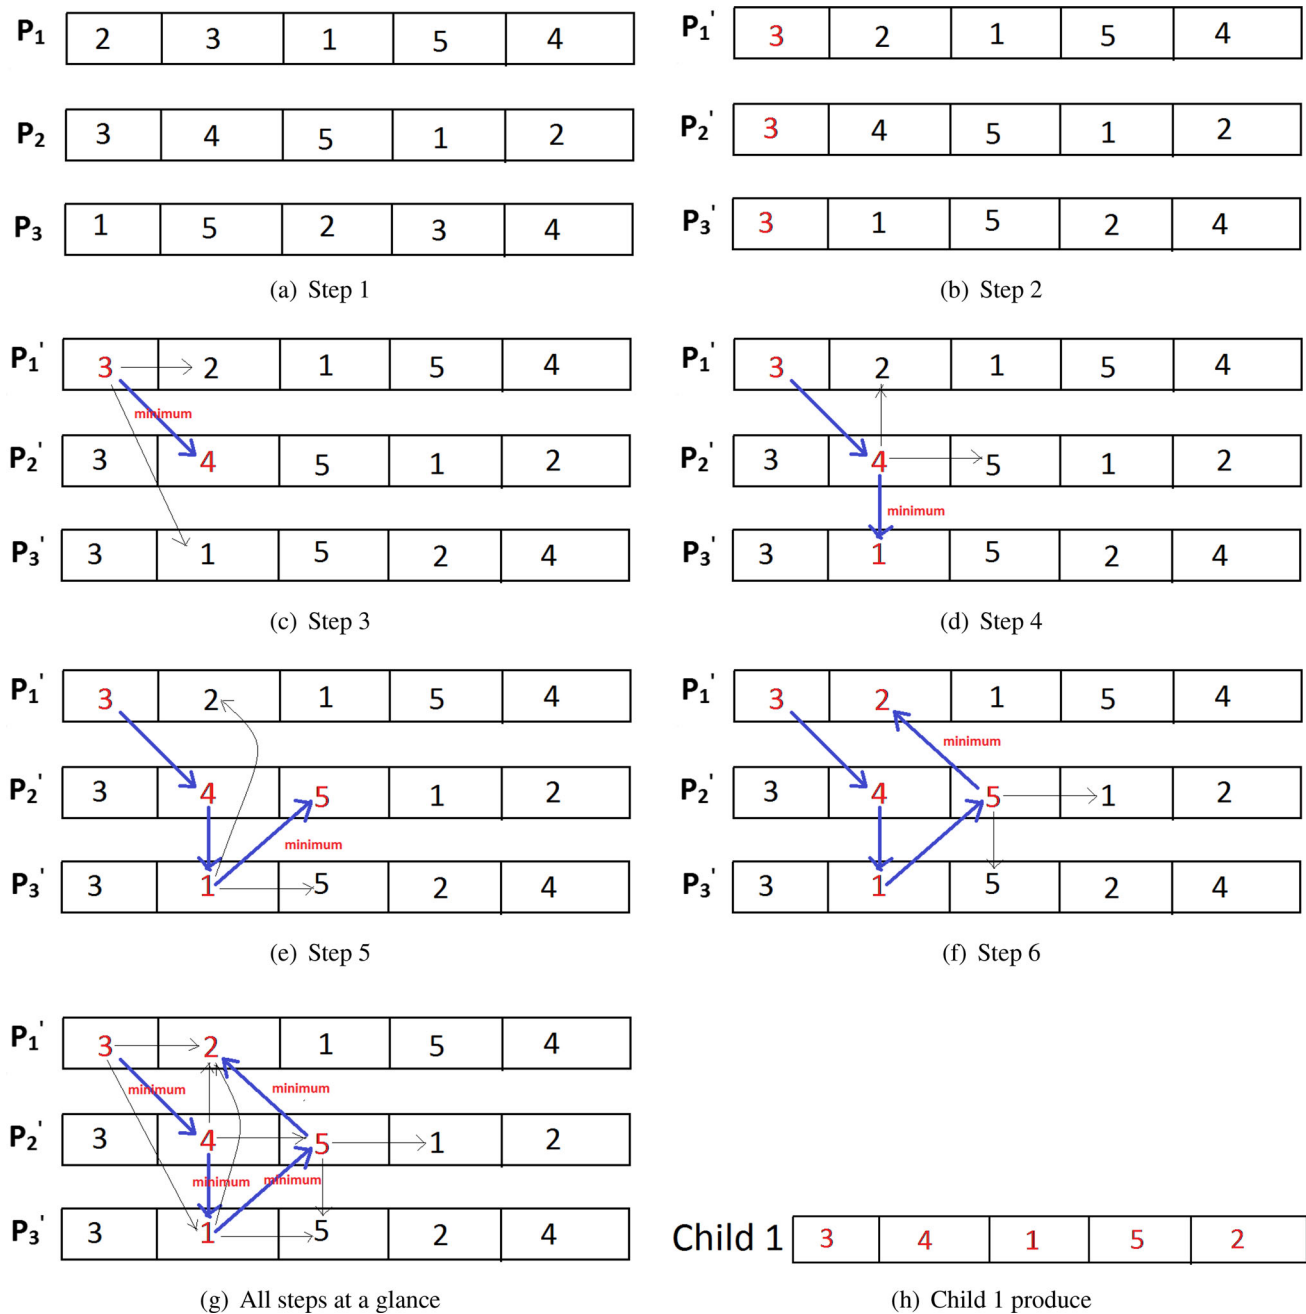 P1 2 3 1 5 4
P2 3 4 5 1 2
P3 1 5 2 3 4
(a) Step 1
P1' 3 2 1 5 4
P2' 3 4 5 1 2
P3' 3 1 5 2 4
(b) Step 2
P1' 3 2 1 5 4
minimum
P2' 3 4 5 1 2
P3' 3 1 5 2 4
(c) Step 3
P1' 3 2 1 5 4
P2' 3 4 5 1 2
minimum
P3' 3 1 5 2 4
(d) Step 4
P1' 3 2 1 5 4
P2' 3 4 5 1 2
minimum
P3' 3 1 5 2 4
(e) Step 5
P1' 3 2 1 5 4
minimum
P2' 3 4 5 1 2
P3' 3 1 5 2 4
(f) Step 6
P1' 3 2 1 5 4
minimum minimum
P2' 3 4 5 1 2
minimum minimum
P3' 3 1 5 2 4
(g) All steps at a glance
Child 1 3 4 1 5 2
(h) Child 1 produce